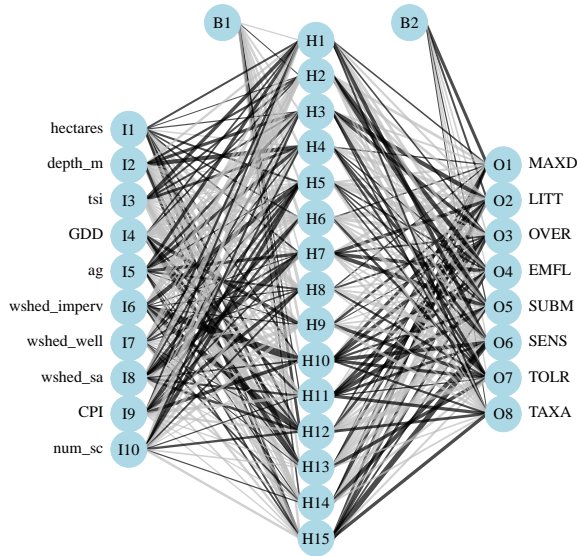 B1
B2
H1
H2
H3
H4
H5
H6
H7
H8
H9
H10
H11
H12
H13
H14
H15
hectares I1
depth_m I2
tsi I3
GDD I4
ag I5
wshed_imperv I6
wshed_well I7
wshed_sa I8
CPI I9
num_sc I10
O1 MAXD
O2 LITT
O3 OVER
O4 EMFL
O5 SUBM
O6 SENS
O7 TOLR
O8 TAXA